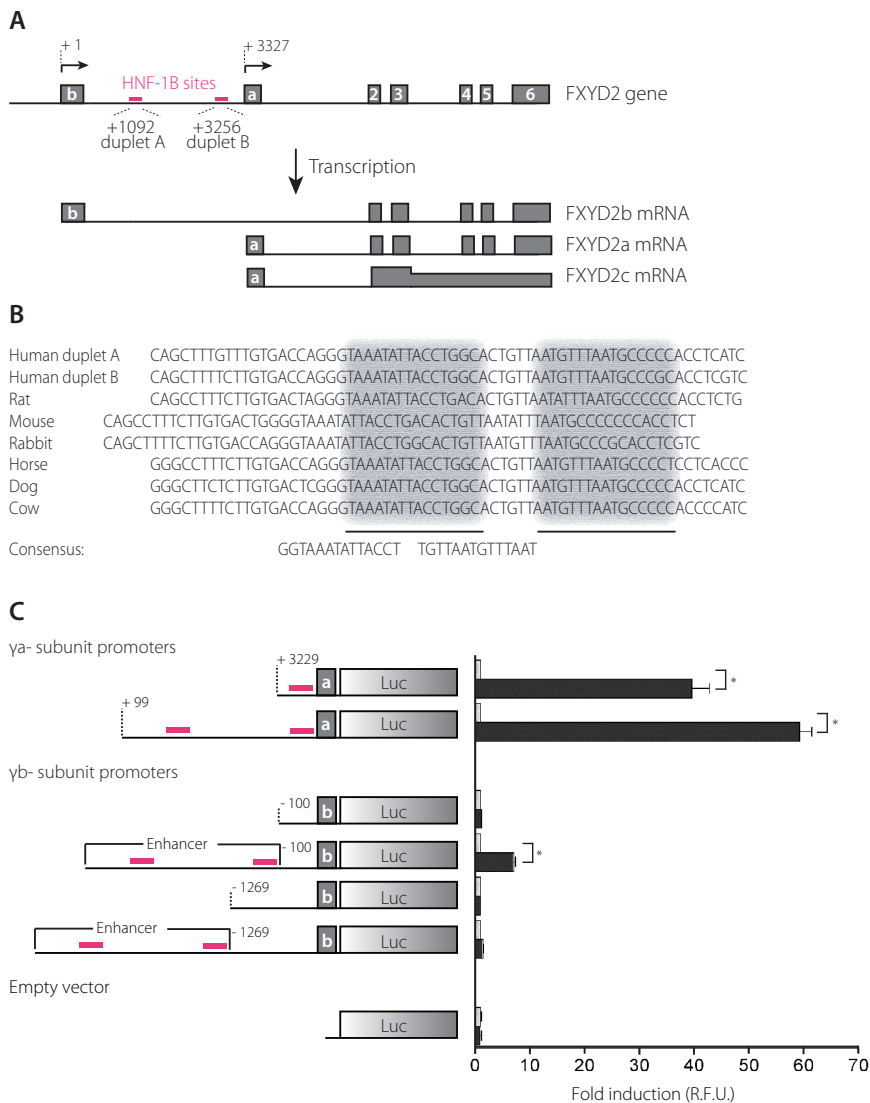 A
+ 1
+ 3327
HNF-1B sites
b
a
2
3
4
5
6
FXYD2 gene
+1092
duplet A
+3256
duplet B
Transcription
b
FXYD2b mRNA
a
FXYD2a mRNA
a
FXYD2c mRNA
B
Human duplet A CAGCTTTGTTTGTGACCAGGGTAAATATTACCTGGCACTGTTAATGTTTAATGCCCCCACCTCATC
Human duplet B CAGCTTTTCTTGTGACCAGGGTAAATATTACCTGGCACTGTTAATGTTTAATGCCCGCACCTCGTC
Rat CAGCCTTTCTTGTGACTAGGGTAAATATTACCTGACACTGTTAATATTTAATGCCCCCCACCTCTG
Mouse CAGCCTTTCTTGTGACTGGGGTAAATATTACCTGACACTGTTAATATTTAATGCCCCCCCACCTCT
Rabbit CAGCTTTTCTTGTGACCAGGGTAAATATTACCTGGCACTGTTAATGTTTAATGCCCGCACCTCGTC
Horse GGGCCTTTCTTGTGACCAGGGTAAATATTACCTGGCACTGTTAATGTTTAATGCCCCTCCTCACCC
Dog GGGCTTCTCTTGTGACTCGGGTAAATATTACCTGGCACTGTTAATGTTTAATGCCCCCACCTCATC
Cow GGGCTTTTCTTGTGACCAGGGTAAATATTACCTGGCACTGTTAATGTTTAATGCCCCCACCCCATC
Consensus: GGTAAATATTACCT TGTTAATGTTTAAT
C
γa- subunit promoters
+ 3229
a
Luc
*
+ 99
a
Luc
*
γb- subunit promoters
- 100
b
Luc
Enhancer
- 100
b
Luc
*
- 1269
b
Luc
Enhancer
- 1269
b
Luc
Empty vector
Luc
0 10 20 30 40 50 60 70
Fold induction (R.F.U.)